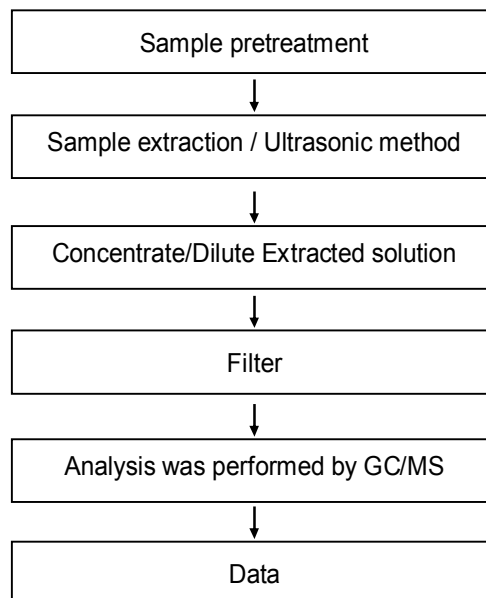 Sample pretreatment
Sample extraction / Ultrasonic method
Concentrate/Dilute Extracted solution
Filter
Analysis was performed by GC/MS
Data